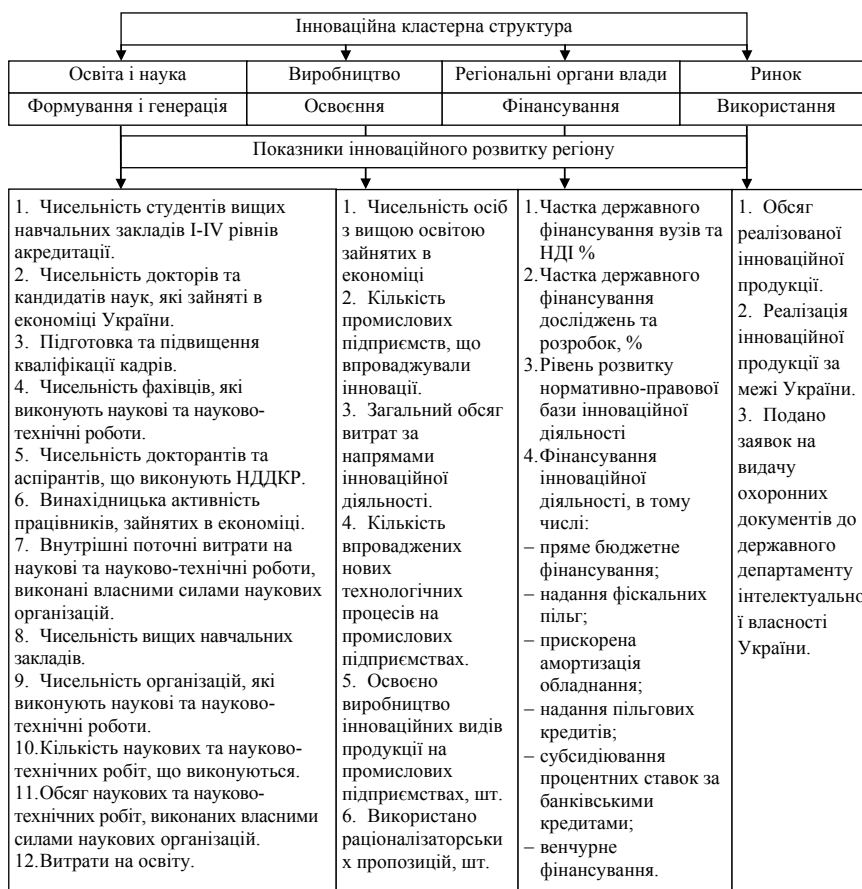 Інноваційна кластерна структура
Освіта і наука
Виробництво
Регіональні органи влади
Ринок
Формування і генерація
Освоєння
Фінансування
Використання
Показники інноваційного розвитку регіону
1. Чисельність студентів вищих
навчальних закладів I-IV рівнів
акредитації.
2. Чисельність докторів та
кандидатів наук, які зайняті в
економіці України.
3. Підготовка та підвищення
кваліфікації кадрів.
4. Чисельність фахівців, які
виконують наукові та науково-
технічні роботи.
5. Чисельність докторантів та
аспірантів, що виконують НДДКР.
6. Винахідницька активність
працівників, зайнятих в економіці.
7. Внутрішні поточні витрати на
наукові та науково-технічні роботи,
виконані власними силами наукових
організацій.
8. Чисельність вищих навчальних
закладів.
9. Чисельність організацій, які
виконують наукові та науково-
технічні роботи.
10.Кількість наукових та науково-
технічних робіт, що виконуються.
11.Обсяг наукових та науково-
технічних робіт, виконаних власними
силами наукових організацій.
12.Витрати на освіту.
1. Чисельність осіб
з вищою освітою
зайнятих в
економіці
2. Кількість
промислових
підприємств, що
впроваджували
інновації.
3. Загальний обсяг
витрат за
напрямами
інноваційної
діяльності.
4. Кількість
впроваджених
нових
технологічних
процесів на
промислових
підприємствах.
5. Освоєно
виробництво
інноваційних видів
продукції на
промислових
підприємствах, шт.
6. Використано
раціоналізаторськи
х пропозицій, шт.
1.Частка державного
фінансування вузів та
НДІ %
2.Частка державного
фінансування
досліджень та
розробок, %
3.Рівень розвитку
нормативно-правової
бази інноваційної
діяльності
4.Фінансування
інноваційної
діяльності, в тому
числі:
– пряме бюджетне
фінансування;
– надання фіскальних
пільг;
– прискорена
амортизація
обладнання;
– надання пільгових
кредитів;
– субсидіювання
процентних ставок за
банківськими
кредитами;
– венчурне
фінансування.
1. Обсяг
реалізованої
інноваційної
продукції.
2. Реалізація
інноваційної
продукції за
межі України.
3. Подано
заявок на
видачу
охоронних
документів до
державного
департаменту
інтелектуально
ї власності
України.